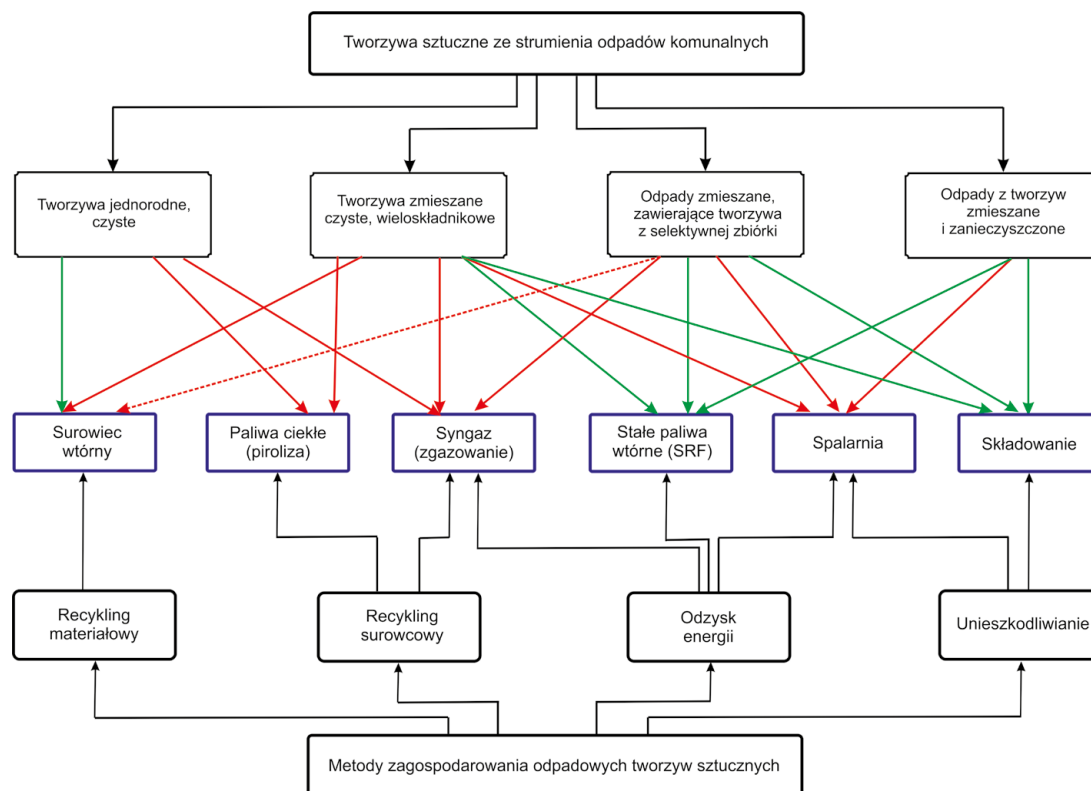 Tworzywa sztuczne ze strumienia odpadów komunalnych
Tworzywa jednorodne,
czyste
Tworzywa zmieszane
czyste, wieloskładnikowe
Odpady zmieszane,
zawierające tworzywa
z selektywnej zbiórki
Odpady z tworzyw
zmieszane
i zanieczyszczone
Surowiec
wtórny
Paliwa ciekłe
(piroliza)
Syngaz
(zgazowanie)
Stałe paliwa
wtórne (SRF)
Spalarnia
Składowanie
Recykling
materiałowy
Recykling
surowcowy
Odzysk
energii
Unieszkodliwianie
Metody zagospodarowania odpadowych tworzyw sztucznych